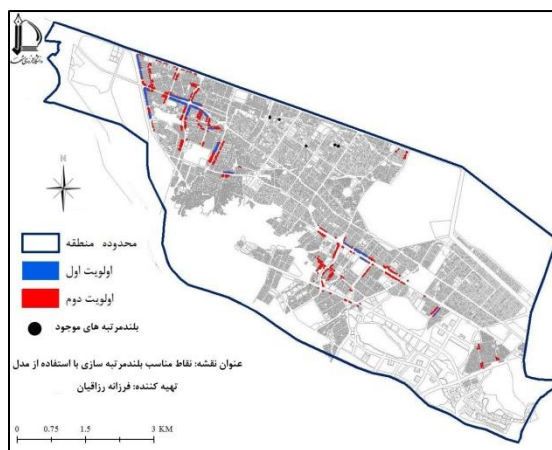 N
محدوده منطقه
اولویت اول
اولویت دوم
بلندمرتبه های موجود
عنوان نقشه: نقاط مناسب بلندمرتبه سازی با استفاده از مدل
تهیه کننده: فرزانه رزاقیان
0 0.75 1.5 3 KM